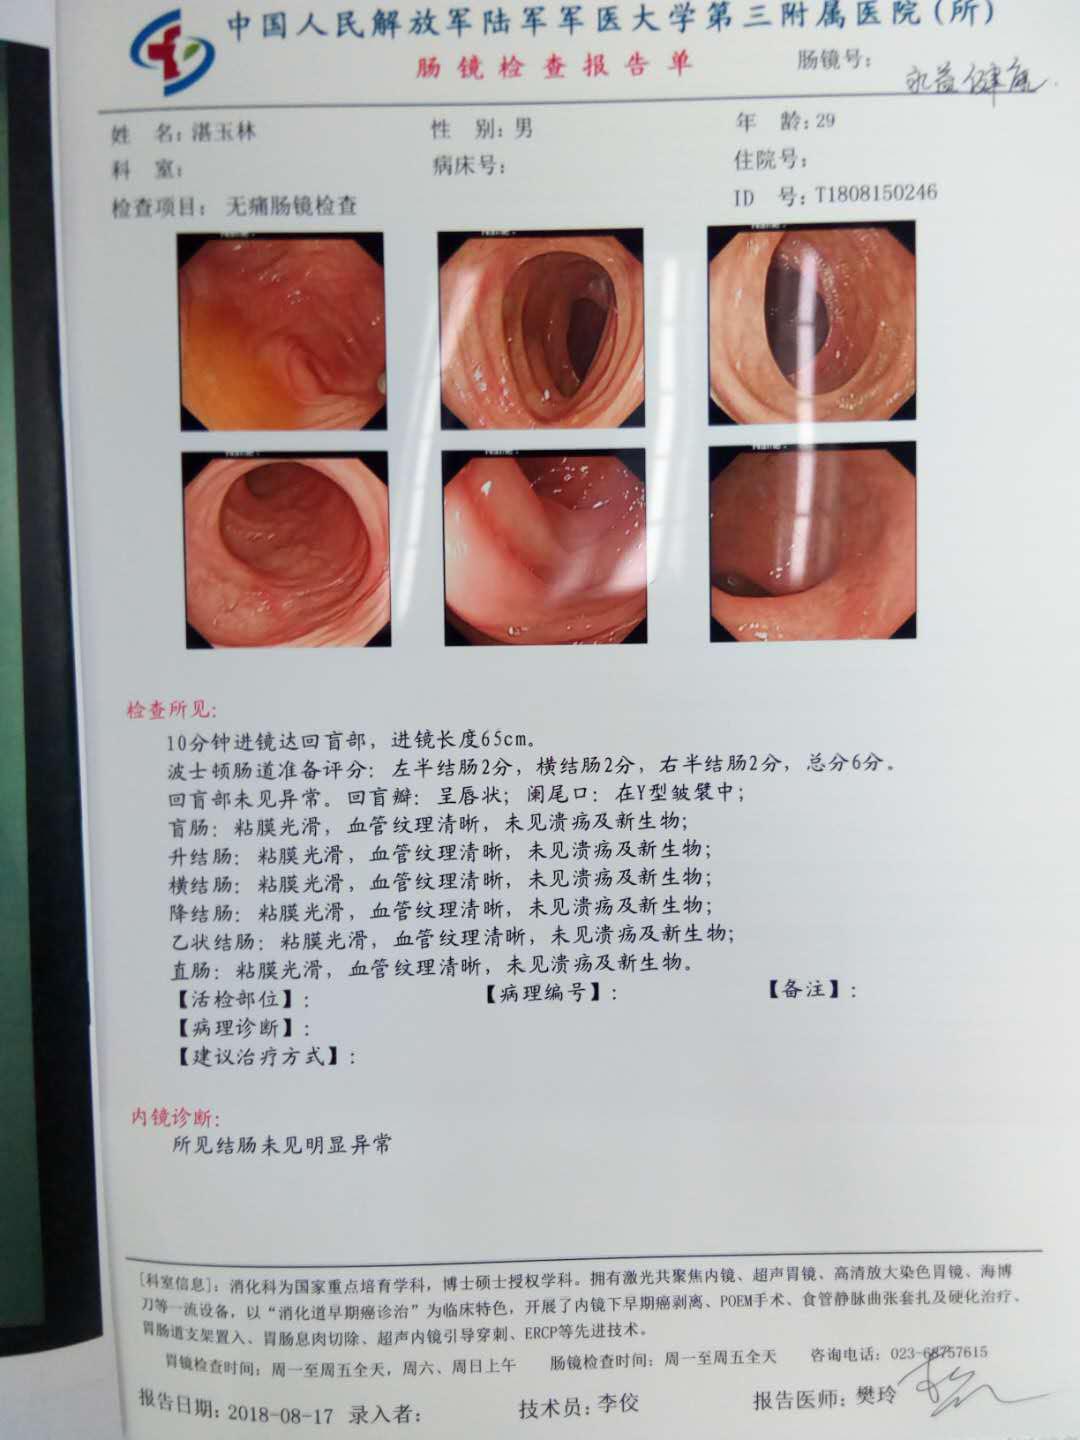 中国人民解放军陆军军医大学第三附属医院(所)
肠镜检查报告单
肠镜号:
永益健康
姓 名: 湛玉林 性 别: 男 年 龄: 29
科 室: 病床号: 住院号:
检查项目: 无痛肠镜检查 ID 号: T1808150246
检查所见:
10分钟进镜达回盲部，进镜长度65cm。
波士顿肠道准备评分: 左半结肠2分，横结肠2分，右半结肠2分，总分6分。
回盲部未见异常。回盲瓣: 呈唇状; 阑尾口: 在Y型皱襞中;
盲肠: 粘膜光滑，血管纹理清晰，未见溃疡及新生物;
升结肠: 粘膜光滑，血管纹理清晰，未见溃疡及新生物;
横结肠: 粘膜光滑，血管纹理清晰，未见溃疡及新生物;
降结肠: 粘膜光滑，血管纹理清晰，未见溃疡及新生物;
乙状结肠: 粘膜光滑，血管纹理清晰，未见溃疡及新生物;
直肠: 粘膜光滑，血管纹理清晰，未见溃疡及新生物。
【活检部位】: 【病理编号】: 【备注】:
【病理诊断】:
【建议治疗方式】:
内镜诊断:
所见结肠未见明显异常
[科室信息]: 消化科为国家重点培育学科，博士硕士授权学科。拥有激光共聚焦内镜、超声胃镜、高清放大染色胃镜、海博
刀等一流设备，以“消化道早期癌诊治”为临床特色，开展了内镜下早期癌剥离、POEM手术、食管静脉曲张套扎及硬化治疗、
胃肠道支架置入、胃肠息肉切除、超声内镜引导穿刺、ERCP等先进技术。
胃镜检查时间: 周一至周五全天，周六、周日上午 肠镜检查时间: 周一至周五全天 咨询电话: 023-68757615
报告日期: 2018-08-17 录入者: 技术员: 李佼 报告医师: 樊玲